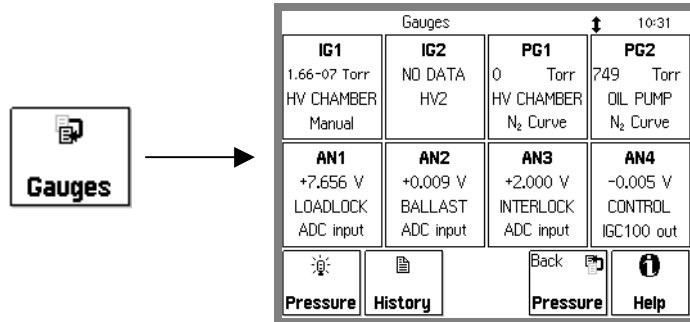 Gauges
Gauges 10:31
IG1 IG2 PG1 PG2
1.66-07 Torr NO DATA 0 Torr 749 Torr
HV CHAMBER HV2 HV CHAMBER OIL PUMP
Manual N₂ Curve N₂ Curve
AN1 AN2 AN3 AN4
+7.656 V +0.009 V +2.000 V -0.005 V
LOADLOCK BALLAST INTERLOCK CONTROL
ADC input ADC input ADC input IGC100 out
Back
Pressure History Pressure Help